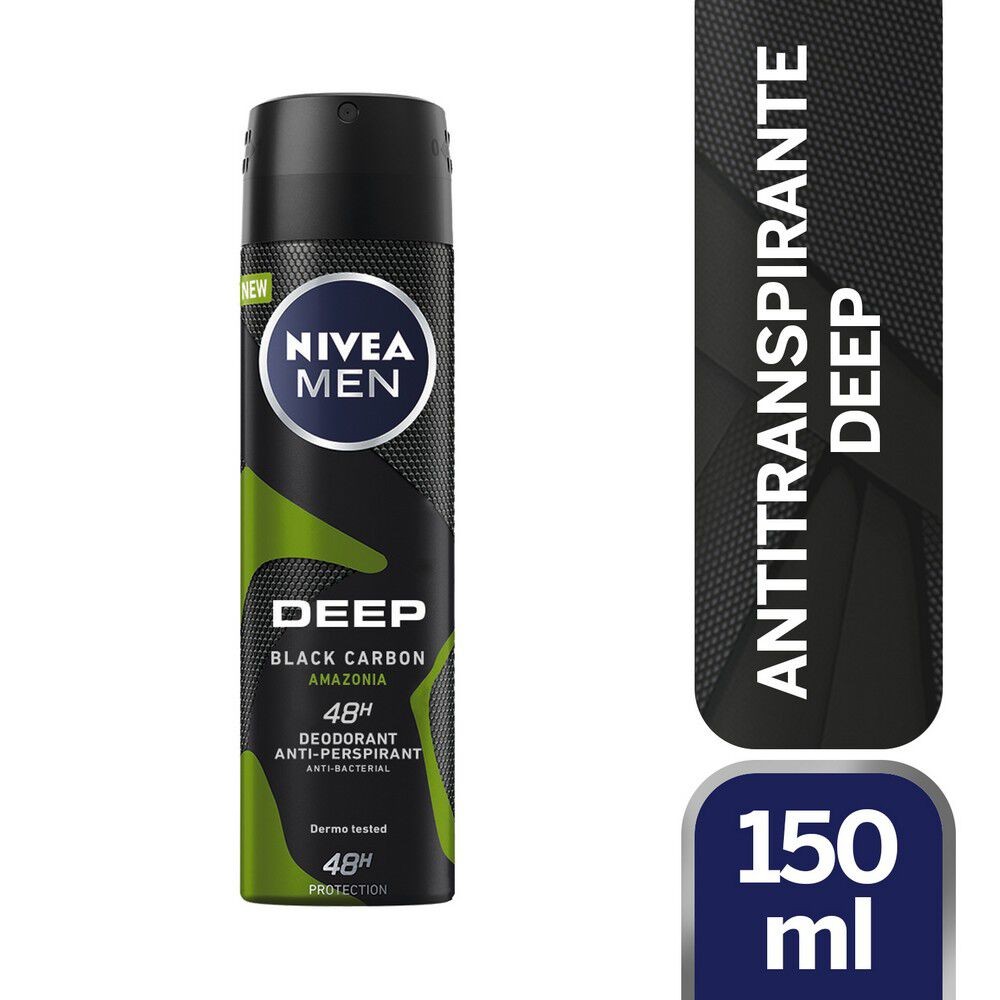 NEW
NIVEA
MEN
DEEP
BLACK CARBON
AMAZONIA
48H
DEODORANT
ANTI-PERSPIRANT
ANTI-BACTERIAL
Dermo tested
48H
PROTECTION
ANTITRANSPIRANTE
DEEP
150
ml